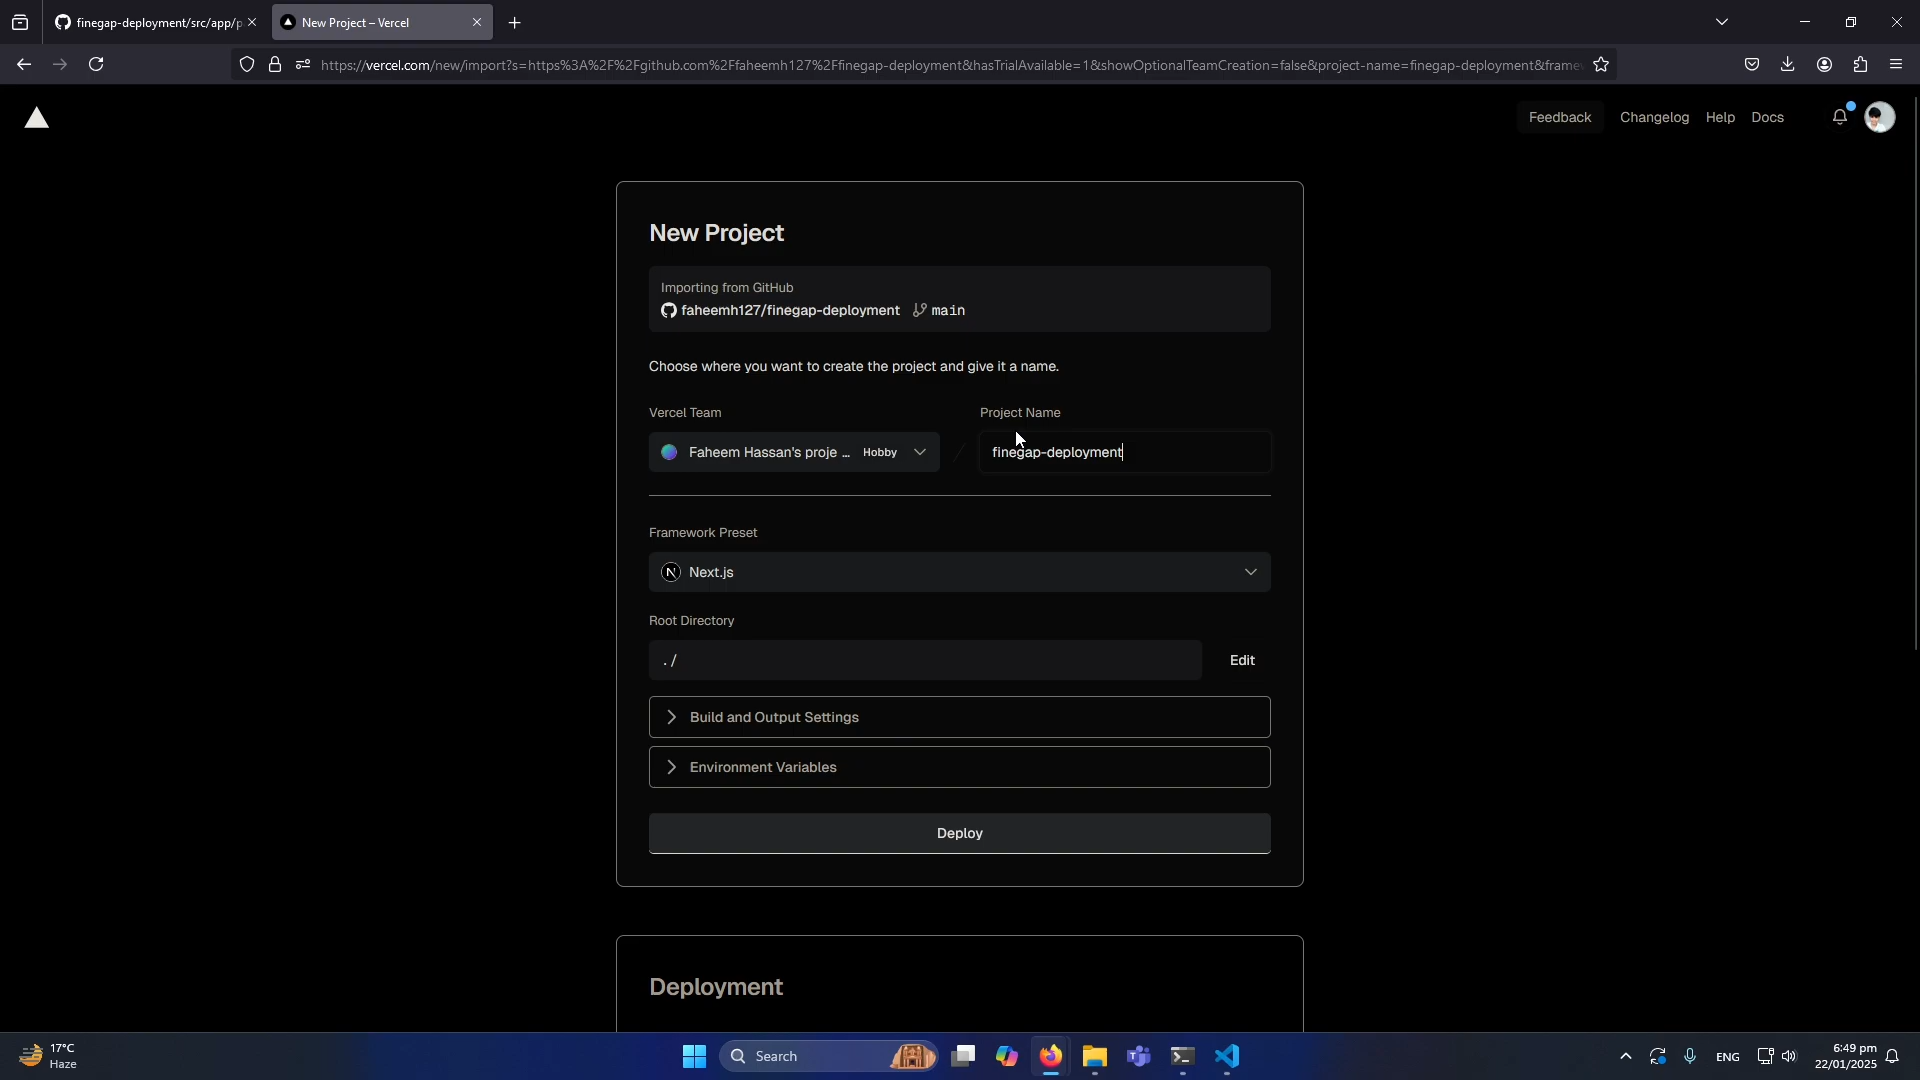 finegap-deployment/src/app/p
New Project – Vercel
https://vercel.com/new/import?s=https%3A%2F%2Fgithub.com%2Ffaheemh127%2Ffinegap-deployment&hasTrialAvailable=1&showOptionalTeamCreation=false&project-name=finegap-deployment&frame
Feedback
Changelog
Help
Docs
New Project
Importing from GitHub
faheemh127/finegap-deployment main
Choose where you want to create the project and give it a name.
Vercel Team
Project Name
Faheem Hassan's proje ... Hobby
finegap-deployment
Framework Preset
N Next.js
Root Directory
./
Edit
Build and Output Settings
Environment Variables
Deploy
Deployment
17°C
Haze
Search
ENG
6:49 pm
22/01/2025